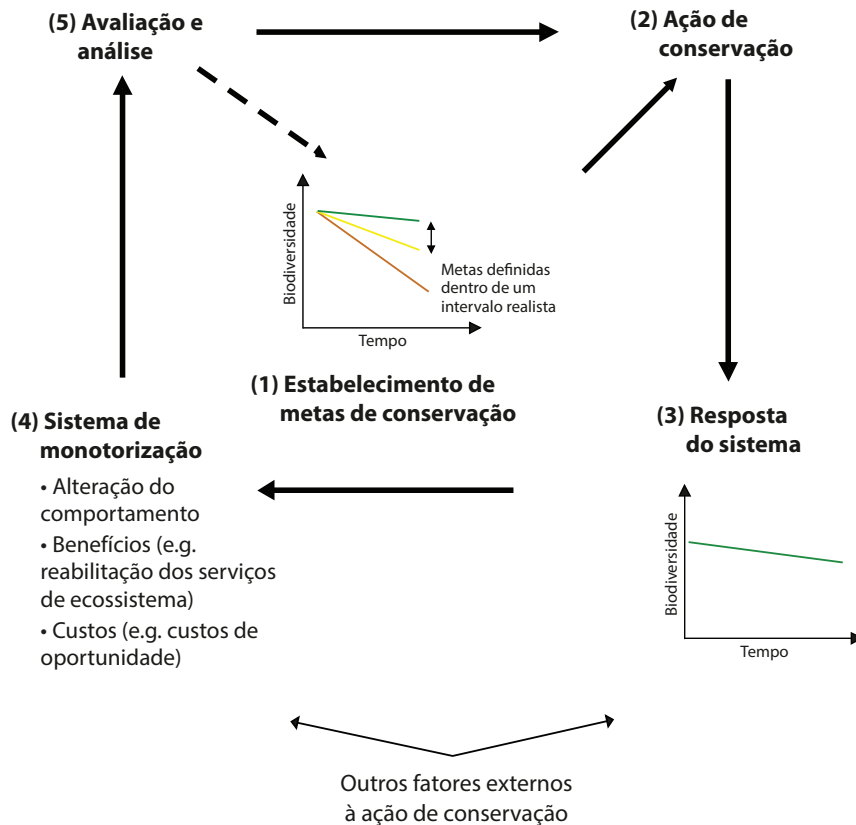 (5) Avaliação e
análise
(2) Ação de
conservação
Biodiversidade
Metas definidas
dentro de um
intervalo realista
Tempo
(1) Estabelecimento de
metas de conservação
(4) Sistema de
monotorização
• Alteração do
comportamento
• Benefícios (e.g.
reabilitação dos serviços
de ecossistema)
• Custos (e.g. custos de
oportunidade)
(3) Resposta
do sistema
Biodiversidade
Tempo
Outros fatores externos
à ação de conservação